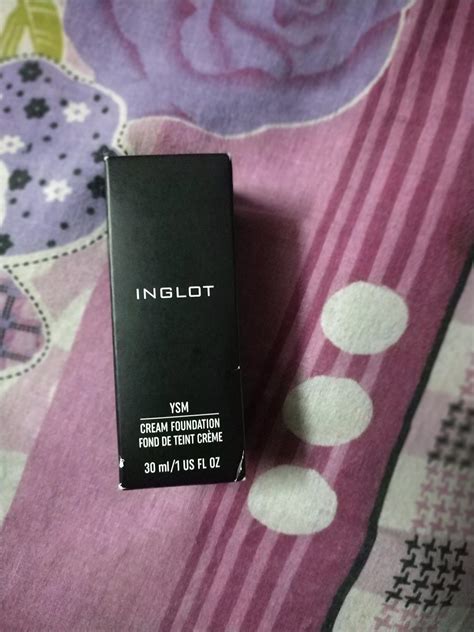 INGLOT
YSM
CREAM FOUNDATION
FOND DE TEINT CRÈME
30 ml/1 US FL OZ